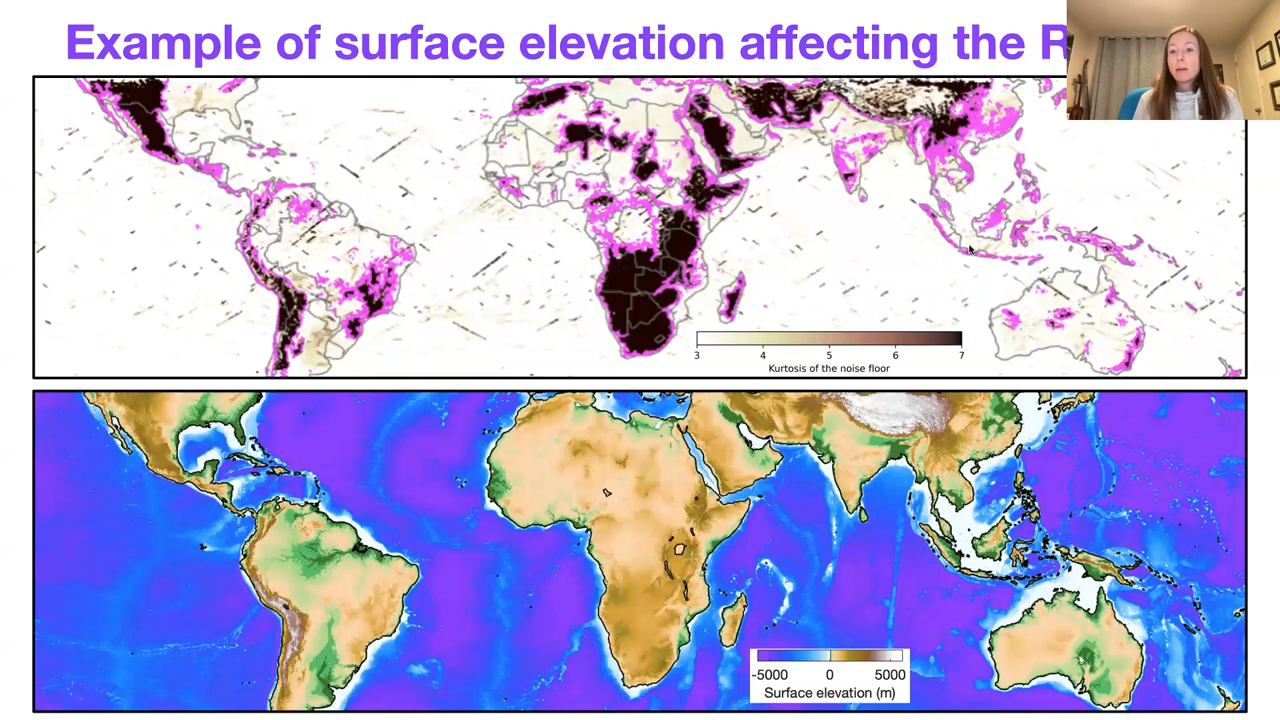 Example of surface elevation affecting the R
3 4 5 6 7
Kurtosis of the noise floor
-5000 0 5000
Surface elevation (m)